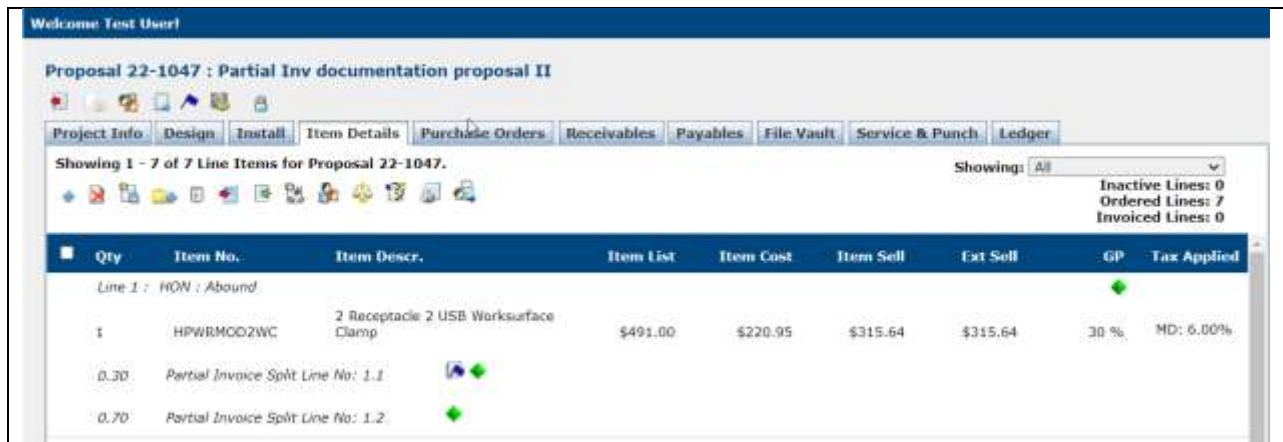 Welcome Test User!
Proposal 22-1047 : Partial Inv documentation proposal II
Project Info Design Install Item Details Purchase Orders Receivables Payables File Vault Service & Punch Ledger
Showing 1 - 7 of 7 Line Items for Proposal 22-1047.
Showing: All
Inactive Lines: 0
Ordered Lines: 7
Invoiced Lines: 0
Qty Item No. Item Descr. Item List Item Cost Item Sell Ext Sell GP Tax Applied
Line 1 : HON : Abound
1 HPWRMOD2WC 2 Receptacle 2 USB Worksurface Clamp $491.00 $220.95 $315.64 $315.64 30 % MD: 6.00%
0.30 Partial Invoice Split Line No: 1.1
0.70 Partial Invoice Split Line No: 1.2